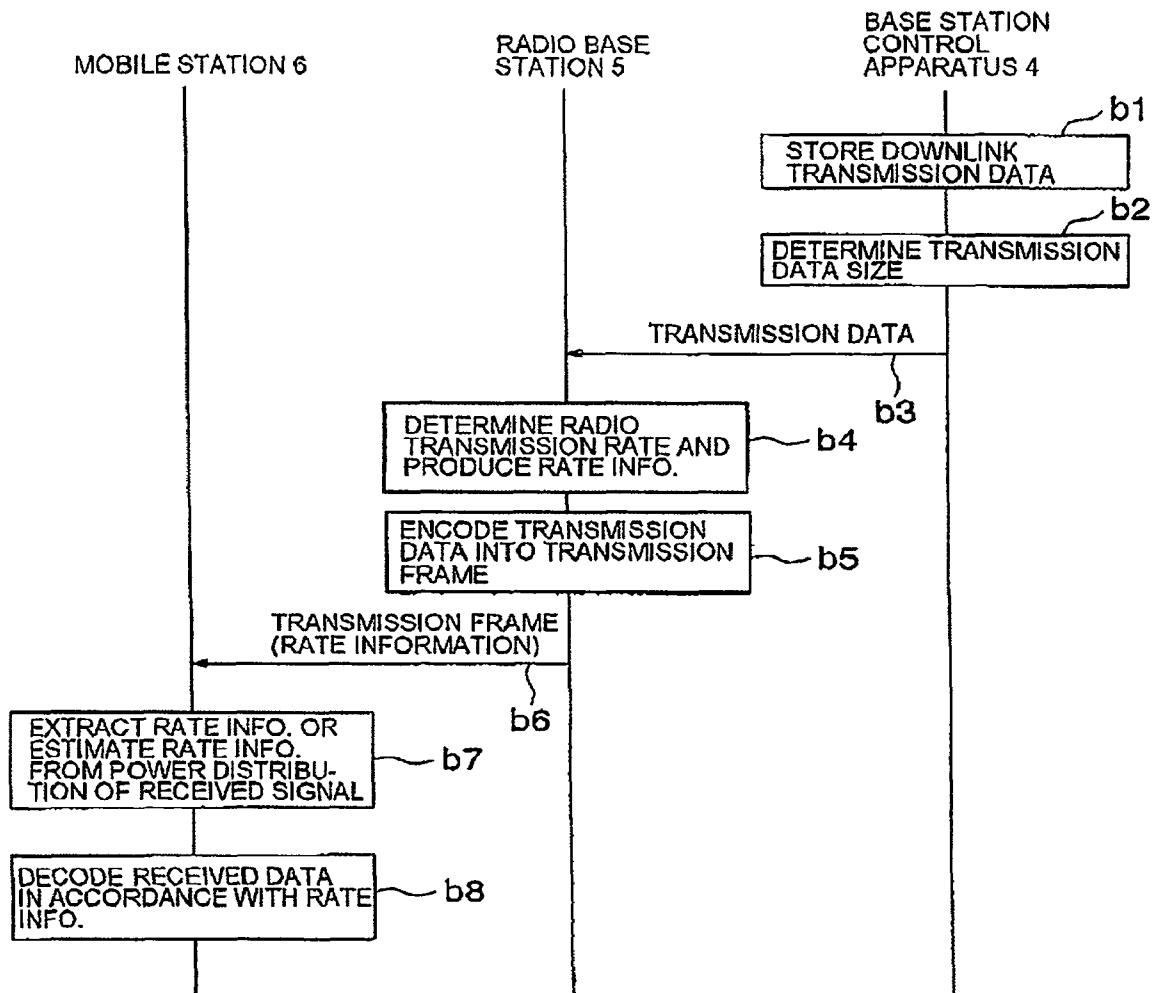 MOBILE STATION 6
RADIO BASE
STATION 5
BASE STATION
CONTROL
APPARATUS 4
b1
STORE DOWNLINK
TRANSMISSION DATA
b2
DETERMINE TRANSMISSION
DATA SIZE
TRANSMISSION DATA
b3
DETERMINE RADIO
TRANSMISSION RATE AND
PRODUCE RATE INFO.
b4
ENCODE TRANSMISSION
DATA INTO TRANSMISSION
FRAME
b5
TRANSMISSION FRAME
(RATE INFORMATION)
b6
EXTRACT RATE INFO. OR
ESTIMATE RATE INFO.
FROM POWER DISTRIBU-
TION OF RECEIVED SIGNAL
b7
DECODE RECEIVED DATA
IN ACCORDANCE WITH RATE
INFO.
b8